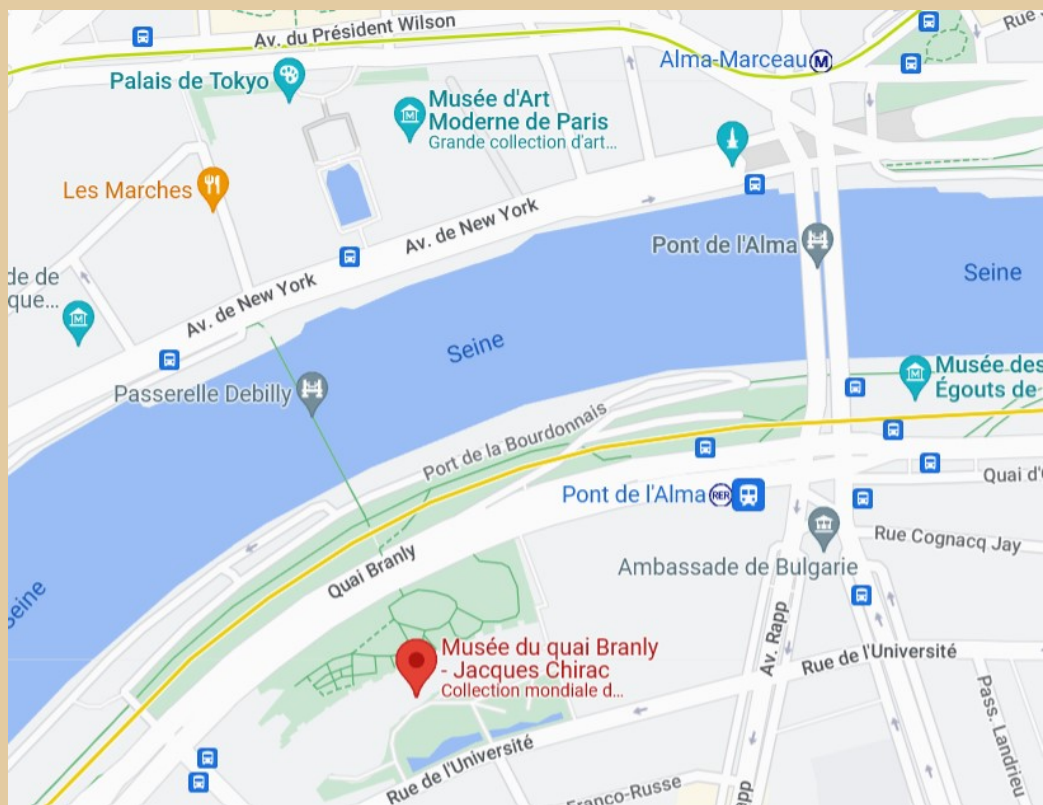 Av. du Président Wilson
Rue
Alma-Marceau M
Palais de Tokyo
Musée d'Art
Moderne de Paris
Grande collection d'art...
Les Marches
Av. de New York
Pont de l'Alma
de de
que...
Seine
Av. de New York
Seine
Musée des
Égouts de
Passerelle Debilly
Port de la Bourdonnais
Pont de l'Alma RER
Quai d'
Rue Cognacq Jay
Quai Branly
Ambassade de Bulgarie
Seine
Av. Rapp
Musée du quai Branly
- Jacques Chirac
Collection mondiale d...
Rue de l'Université
Pass. Landrieu
Rue de l'Université
Franco-Russe
pp